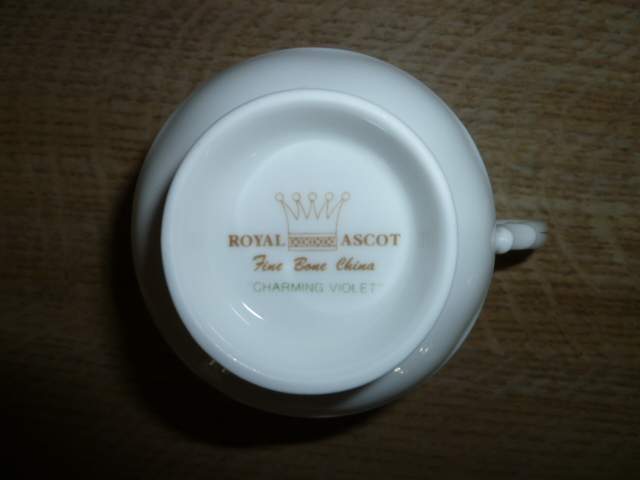 ROYAL ASCOT
Fine Bone China
"CHARMING VIOLET"